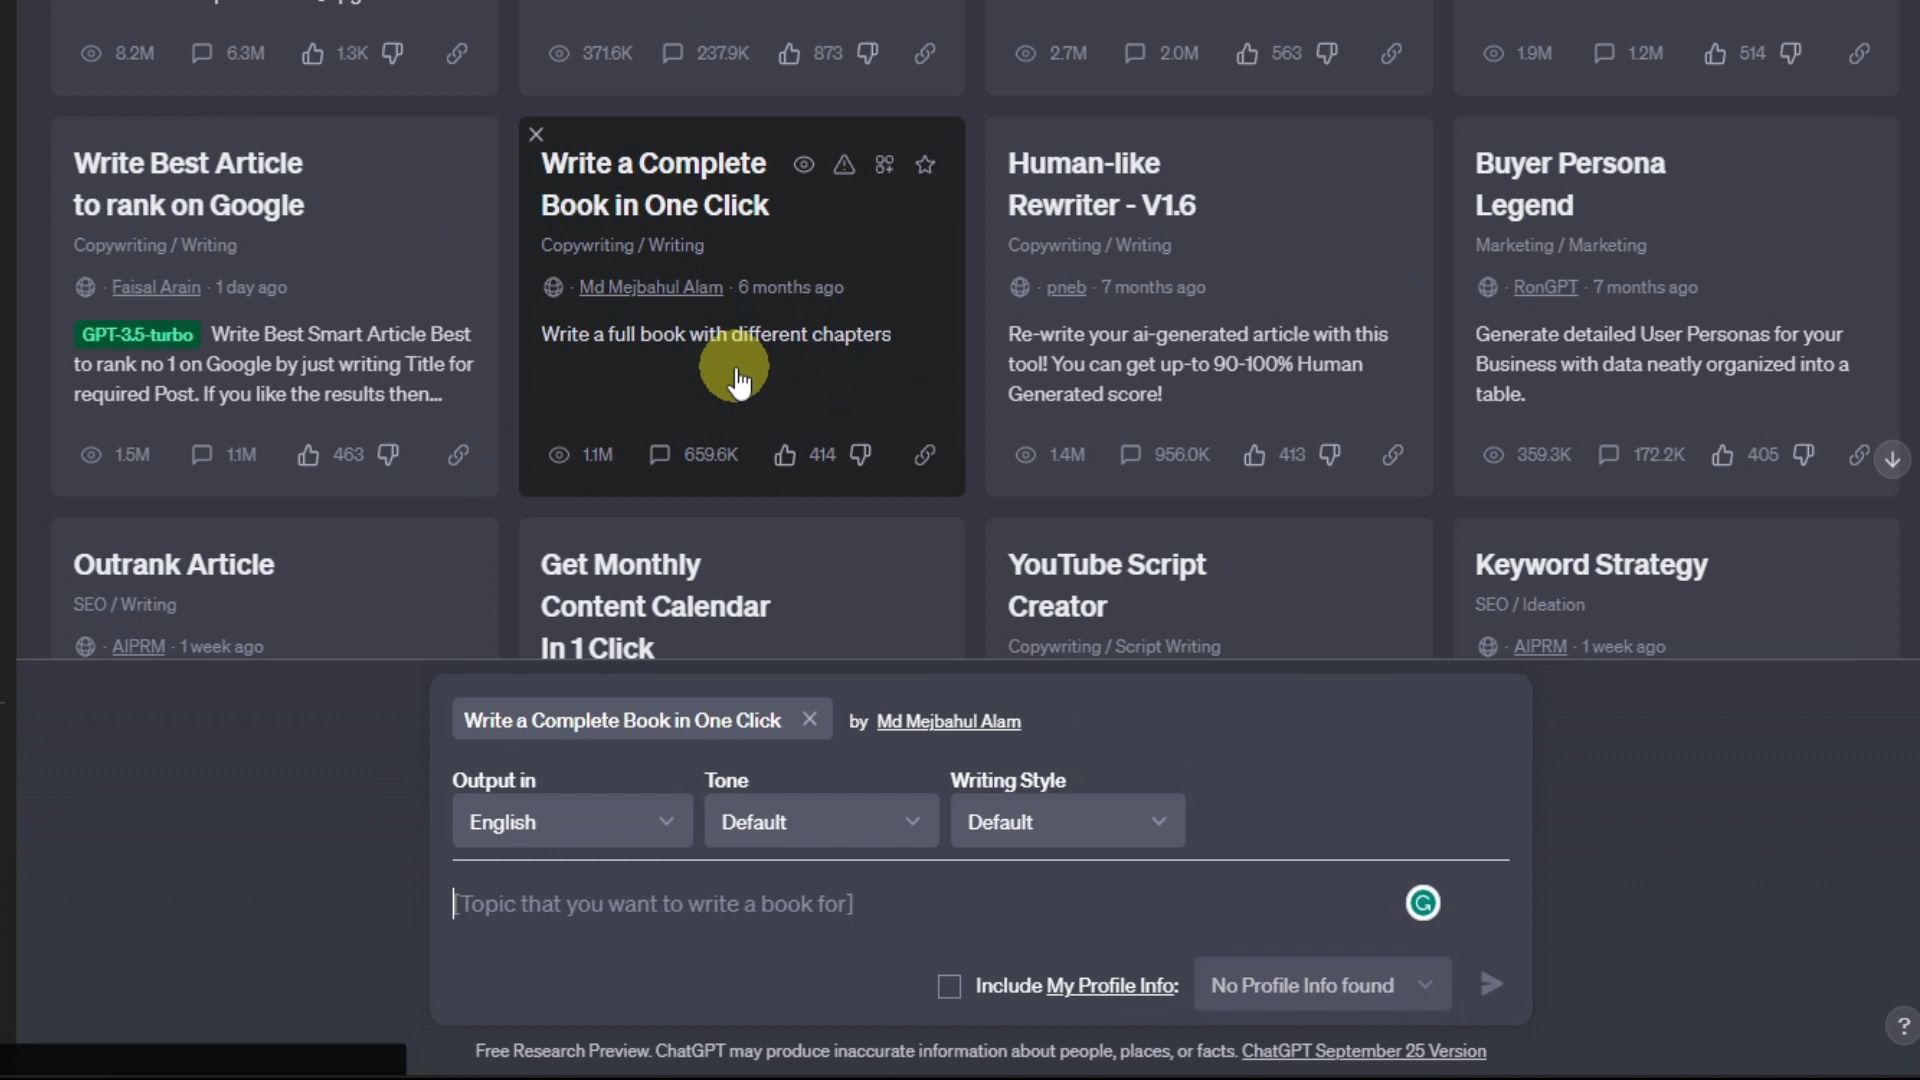 8.2M 6.3M 1.3K
371.6K 237.9K 873
2.7M 2.0M 563
1.9M 1.2M 514
Write Best Article
to rank on Google
Copywriting / Writing
· Faisal Arain · 1 day ago
GPT-3.5-turbo Write Best Smart Article Best
to rank no 1 on Google by just writing Title for
required Post. If you like the results then...
1.5M 1.1M 463
Write a Complete
Book in One Click
Copywriting / Writing
· Md Mejbahul Alam · 6 months ago
Write a full book with different chapters
1.1M 659.6K 414
Human-like
Rewriter - V1.6
Copywriting / Writing
· pneb · 7 months ago
Re-write your ai-generated article with this
tool! You can get up-to 90-100% Human
Generated score!
1.4M 956.0K 413
Buyer Persona
Legend
Marketing / Marketing
· RonGPT · 7 months ago
Generate detailed User Personas for your
Business with data neatly organized into a
table.
359.3K 172.2K 405
Outrank Article
SEO / Writing
· AIPRM · 1 week ago
Get Monthly
Content Calendar
In 1 Click
YouTube Script
Creator
Copywriting / Script Writing
Keyword Strategy
SEO / Ideation
· AIPRM · 1 week ago
Write a Complete Book in One Click by Md Mejbahul Alam
Output in Tone Writing Style
English Default Default
[Topic that you want to write a book for]
Include My Profile Info: No Profile Info found
?
Free Research Preview. ChatGPT may produce inaccurate information about people, places, or facts. ChatGPT September 25 Version